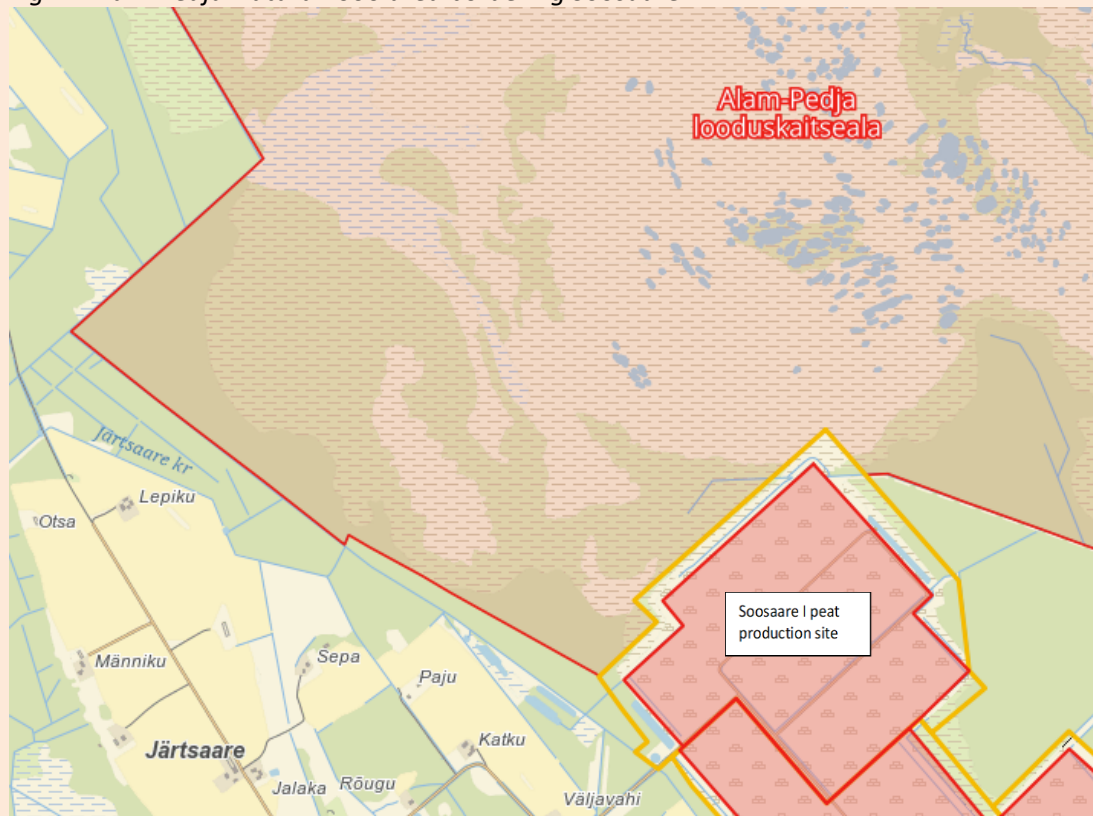 Alam-Pedja
looduskaitseala
Järtsaare kr
Lepiku
Otsa
Soosaare I peat
production site
Männiku
Sepa
Paju
Järtsaare
Katku
Jalaka
Rõugu
Väljavahi